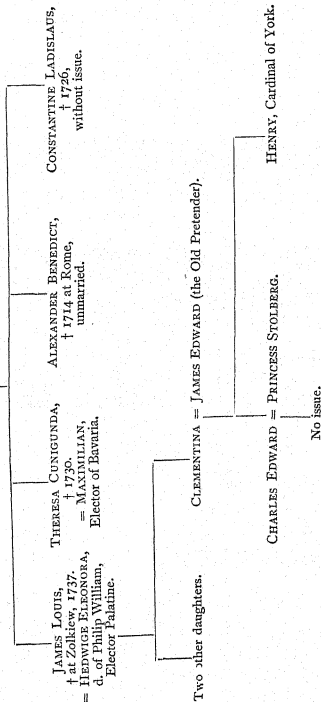 JAMES LOUIS,
† at Zolkiew, 1737.
= HEDWIGE ELEONORA,
d. of Philip William,
Elector Palatine.
THERESA CUNIGUNDA,
† 1730.
= MAXIMILIAN,
Elector of Bavaria.
ALEXANDER BENEDICT,
† 1714 at Rome,
unmarried.
CONSTANTINE LADISLAUS,
† 1726,
without issue.
Two other daughters.
CLEMENTINA = JAMES EDWARD (the Old Pretender).
CHARLES EDWARD = PRINCESS STOLBERG.
HENRY, Cardinal of York.
No issue.